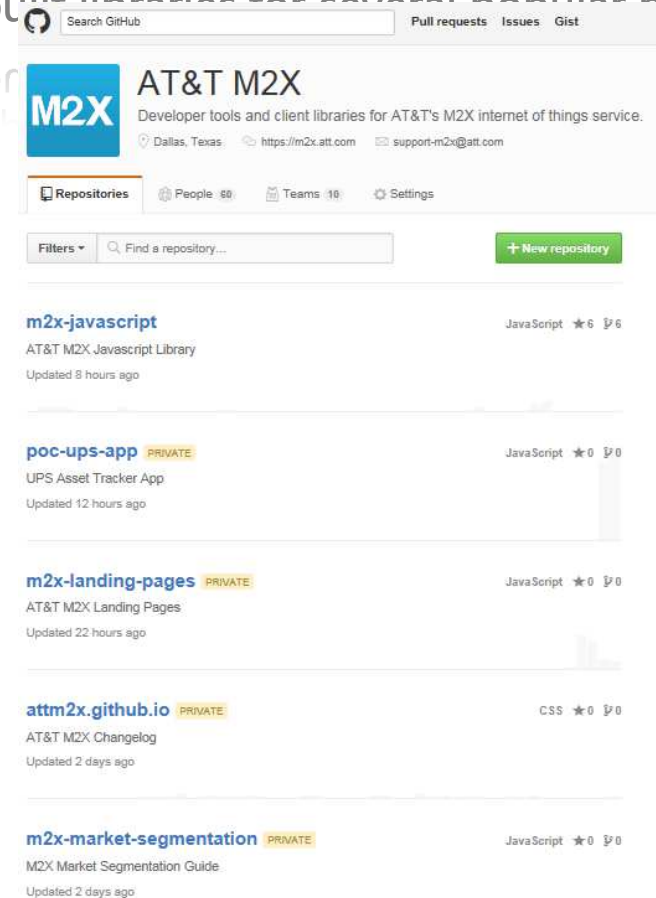 built libraries for several popular
Search GitHub
Pull requests Issues Gist
M2X
AT&T M2X
Developer tools and client libraries for AT&T's M2X internet of things service.
Dallas, Texas https://m2x.att.com support-m2x@att.com
Repositories People 60 Teams 10 Settings
Filters Find a repository...
+ New repository
m2x-javascript
JavaScript ★ 6 6
AT&T M2X Javascript Library
Updated 8 hours ago
poc-ups-app PRIVATE
JavaScript ★ 0 0
UPS Asset Tracker App
Updated 12 hours ago
m2x-landing-pages PRIVATE
JavaScript ★ 0 0
AT&T M2X Landing Pages
Updated 22 hours ago
attm2x.github.io PRIVATE
CSS ★ 0 0
AT&T M2X Changelog
Updated 2 days ago
m2x-market-segmentation PRIVATE
JavaScript ★ 0 0
M2X Market Segmentation Guide
Updated 2 days ago